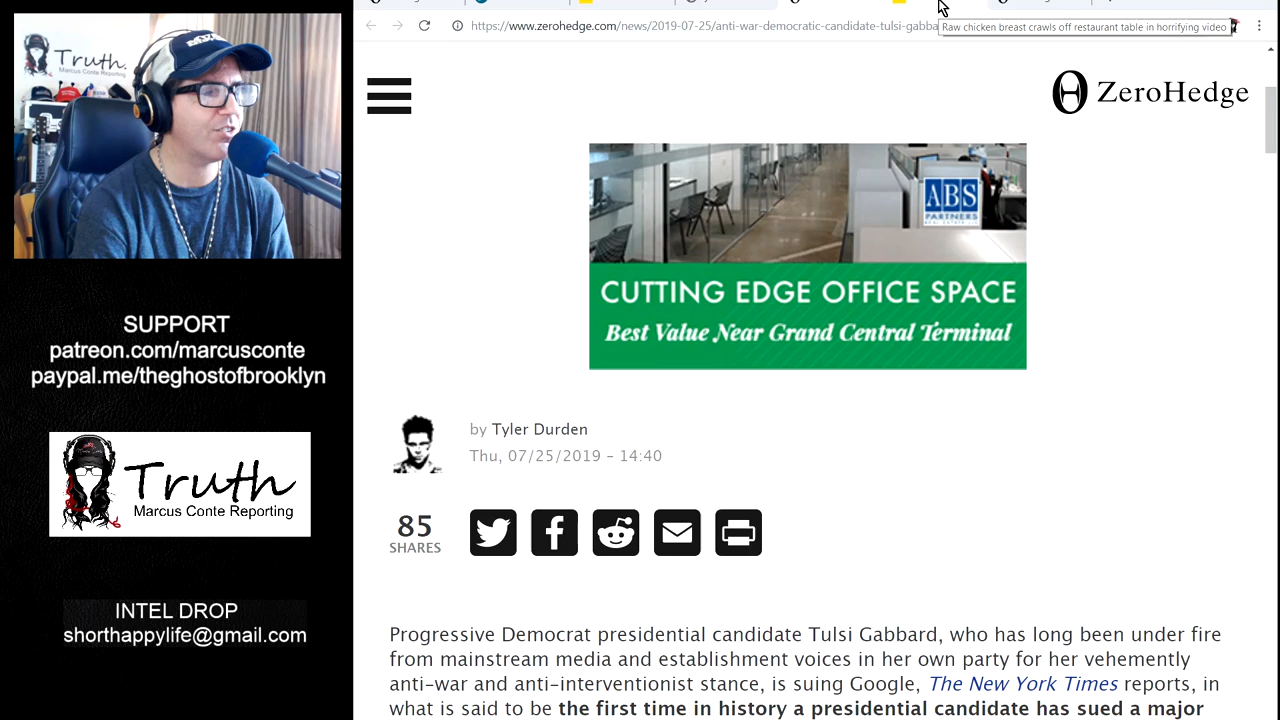 Truth.
Marcus Conte Reporting
SUPPORT
patreon.com/marcusconte
paypal.me/theghostofbrooklyn
Truth
Marcus Conte Reporting
INTEL DROP
shorthappylife@gmail.com
https://www.zerohedge.com/news/2019-07-25/anti-war-democratic-candidate-tulsi-gabba
Raw chicken breast crawls off restaurant table in horrifying video
ZeroHedge
ABS
PARTNERS
CUTTING EDGE OFFICE SPACE
Best Value Near Grand Central Terminal
by Tyler Durden
Thu, 07/25/2019 - 14:40
85
SHARES
Progressive Democrat presidential candidate Tulsi Gabbard, who has long been under fire
from mainstream media and establishment voices in her own party for her vehemently
anti-war and anti-interventionist stance, is suing Google, The New York Times reports, in
what is said to be the first time in history a presidential candidate has sued a major